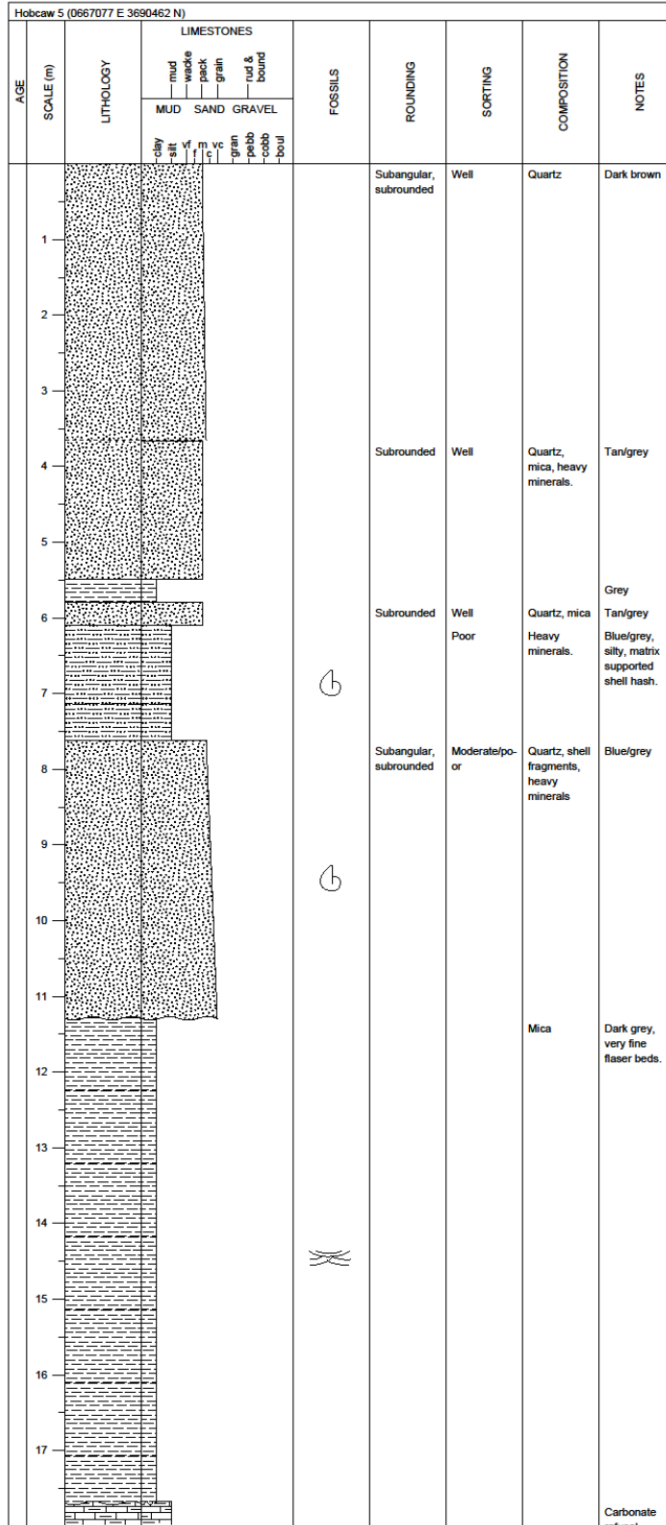 Hobcaw 5 (0667077 E 3690462 N)
AGE
SCALE (m)
LITHOLOGY
LIMESTONES
mud
wacke
pack
grain
rud &
bound
MUD SAND GRAVEL
clay
silt
vf
f
m
c
vc
gran
pebb
cobb
boul
FOSSILS
ROUNDING
SORTING
COMPOSITION
NOTES
Subangular,
subrounded
Well
Quartz
Dark brown
1
2
3
Subrounded
Well
Quartz,
mica, heavy
minerals.
Tan/grey
4
5
Grey
6
Subrounded
Well
Quartz, mica
Tan/grey
Poor
Heavy
minerals.
Blue/grey,
silty, matrix
supported
shell hash.
7
Subangular,
subrounded
Moderate/po-
or
Quartz, shell
fragments,
heavy
minerals
Blue/grey
8
9
10
11
Mica
Dark grey,
very fine
flaser beds.
12
13
14
15
16
17
Carbonate